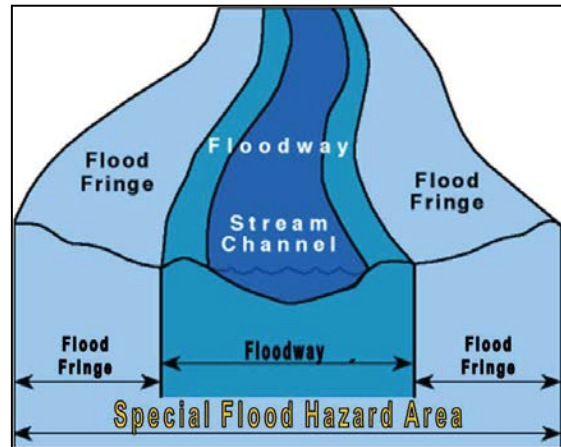 Floodway
Flood
Fringe
Flood
Fringe
Stream
Channel
Flood
Fringe
Floodway
Flood
Fringe
Special Flood Hazard Area